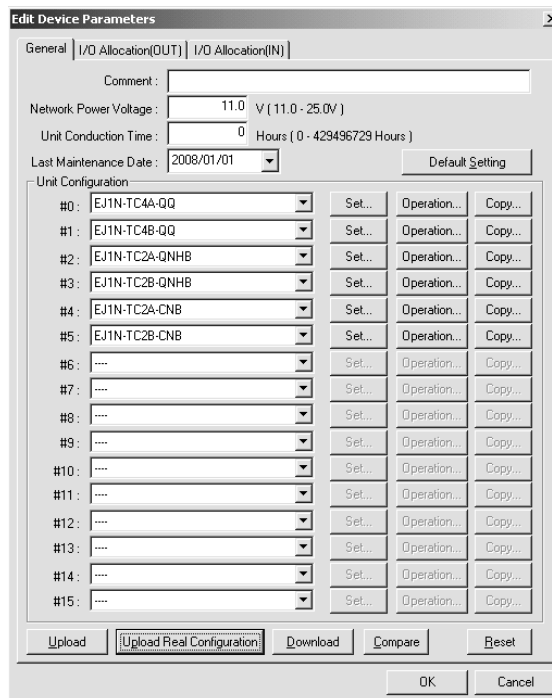 Edit Device Parameters
General I/O Allocation(OUT) I/O Allocation(IN)
Comment :
Network Power Voltage : 11.0 V ( 11.0 - 25.0V )
Unit Conduction Time : 0 Hours ( 0 - 429496729 Hours )
Last Maintenance Date : 2008/01/01 Default Setting
Unit Configuration
#0 : EJ1N-TC4A-QQ Set... Operation... Copy...
#1 : EJ1N-TC4B-QQ Set... Operation... Copy...
#2 : EJ1N-TC2A-QNHB Set... Operation... Copy...
#3 : EJ1N-TC2B-QNHB Set... Operation... Copy...
#4 : EJ1N-TC2A-CNB Set... Operation... Copy...
#5 : EJ1N-TC2B-CNB Set... Operation... Copy...
#6 : ---- Set... Operation... Copy...
#7 : ---- Set... Operation... Copy...
#8 : ---- Set... Operation... Copy...
#9 : ---- Set... Operation... Copy...
#10 : ---- Set... Operation... Copy...
#11 : ---- Set... Operation... Copy...
#12 : ---- Set... Operation... Copy...
#13 : ---- Set... Operation... Copy...
#14 : ---- Set... Operation... Copy...
#15 : ---- Set... Operation... Copy...
Upload Upload Real Configuration Download Compare Reset
OK Cancel